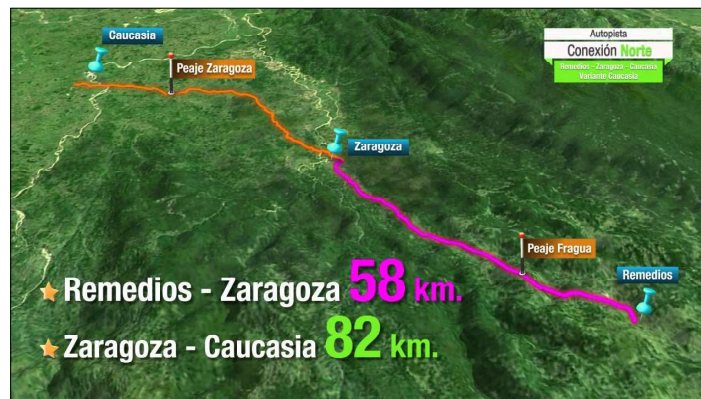 Autopista
Conexión Norte
Remedios - Zaragoza - Caucasia
Variante Caucasia
Caucasia
Peaje Zaragoza
Zaragoza
Peaje Fragua
Remedios
Remedios - Zaragoza 58 km.
Zaragoza - Caucasia 82 km.